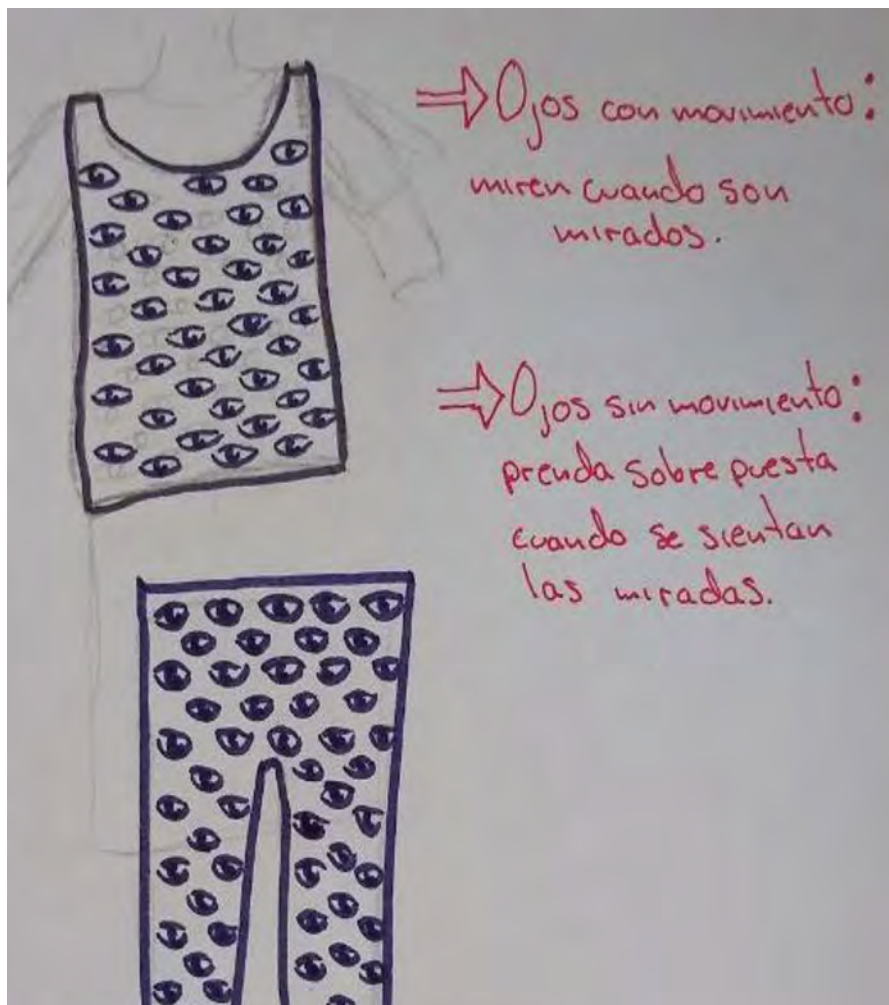 ⇒ Ojos con movimiento:
miren cuando son
mirados.
⇒ Ojos sin movimiento:
prenda sobre puesta
cuando se sientan
las miradas.